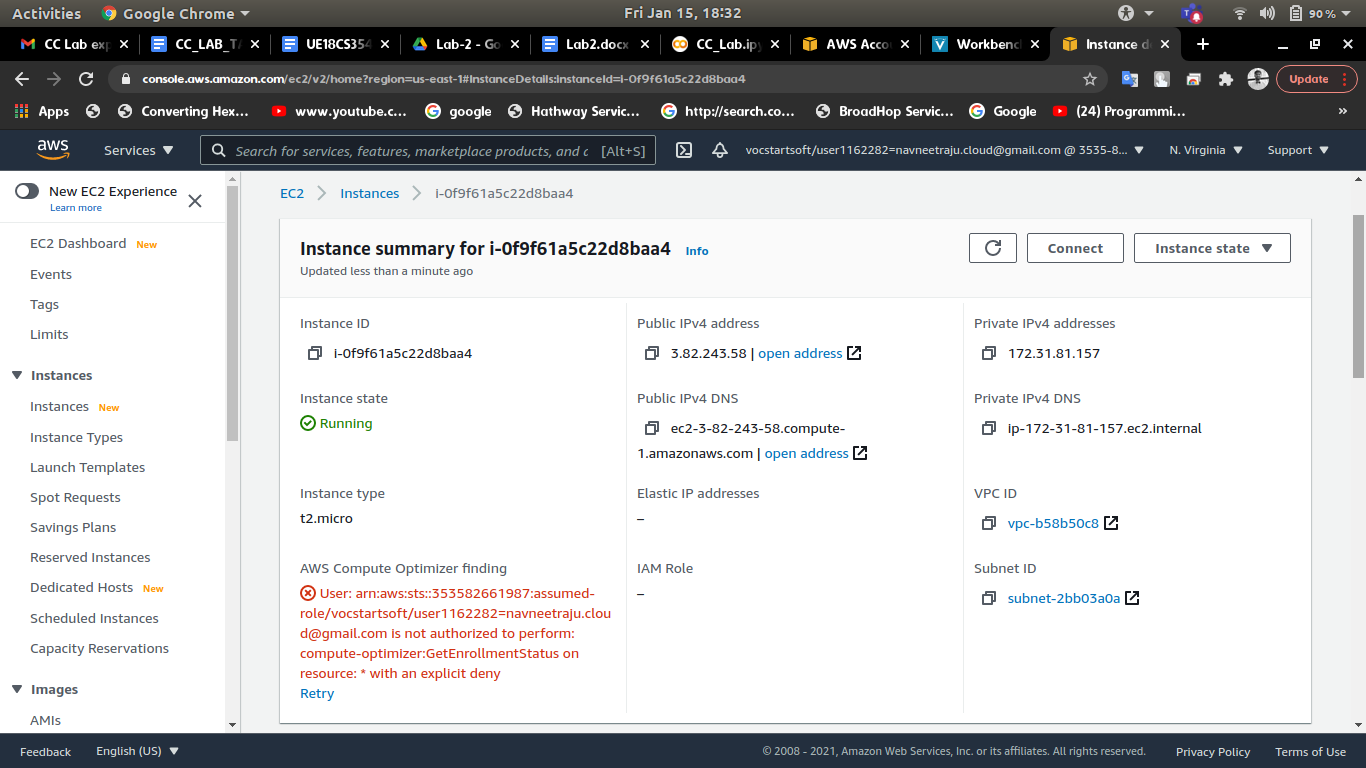 Activities Google Chrome Fri Jan 15, 18:32 90 %
CC Lab exp CC_LAB_TA UE18CS354 Lab-2 - Go Lab2.docx CC_Lab.ipy AWS Acco Workbenc Instance de
console.aws.amazon.com/ec2/v2/home?region=us-east-1#InstanceDetails:instanceId=i-0f9f61a5c22d8baa4 Update
Apps Converting Hex... www.youtube.c... google Hathway Servic... http://search.co... BroadHop Servic... Google (24) Programmi... »
aws Services Search for services, features, marketplace products, and d [Alt+S] vocstartsoft/user1162282=navneetraju.cloud@gmail.com @ 3535-8... N. Virginia Support
New EC2 Experience
Learn more
EC2 Dashboard New
Events
Tags
Limits
Instances
Instances New
Instance Types
Launch Templates
Spot Requests
Savings Plans
Reserved Instances
Dedicated Hosts New
Scheduled Instances
Capacity Reservations
Images
AMIs
EC2 Instances i-0f9f61a5c22d8baa4
Instance summary for i-0f9f61a5c22d8baa4 Info
Updated less than a minute ago
Connect Instance state
Instance ID
i-0f9f61a5c22d8baa4
Public IPv4 address
3.82.243.58 | open address
Private IPv4 addresses
172.31.81.157
Instance state
Running
Public IPv4 DNS
ec2-3-82-243-58.compute-
1.amazonaws.com | open address
Private IPv4 DNS
ip-172-31-81-157.ec2.internal
Instance type
t2.micro
Elastic IP addresses
–
VPC ID
vpc-b58b50c8
AWS Compute Optimizer finding
User: arn:aws:sts::353582661987:assumed-
role/vocstartsoft/user1162282=navneetraju.clou
d@gmail.com is not authorized to perform:
compute-optimizer:GetEnrollmentStatus on
resource: * with an explicit deny
Retry
IAM Role
–
Subnet ID
subnet-2bb03a0a
Feedback English (US) © 2008 - 2021, Amazon Web Services, Inc. or its affiliates. All rights reserved. Privacy Policy Terms of Use